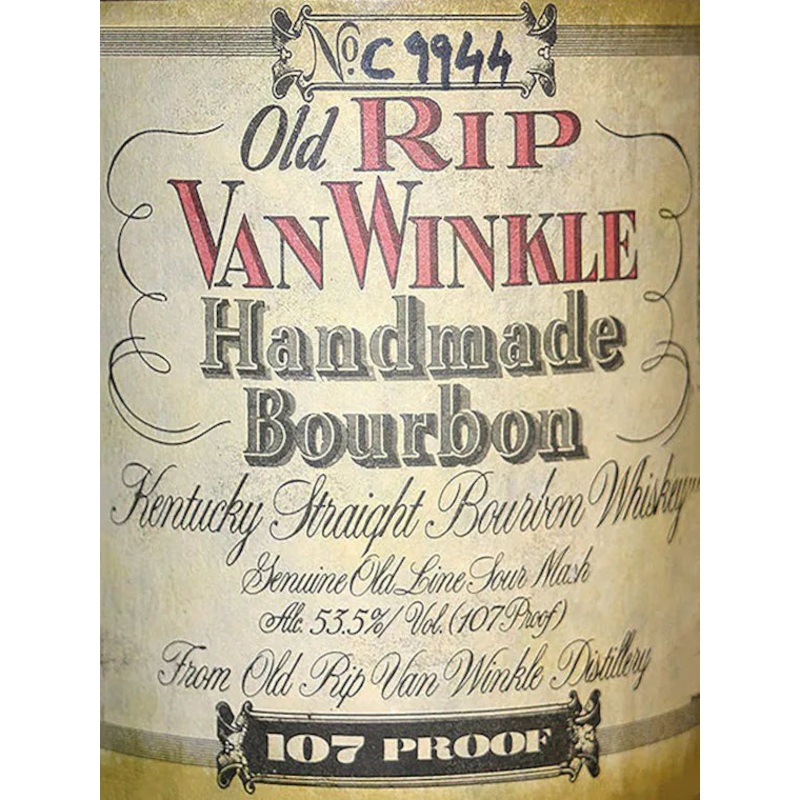 No. C 9944
Old RIP
VAN WINKLE
Handmade
Bourbon
Kentucky Straight Bourbon Whiskey
Genuine Old Line Sour Mash
Alc. 53.5%/ Vol. (107 Proof)
From Old Rip Van Winkle Distillery
107 PROOF